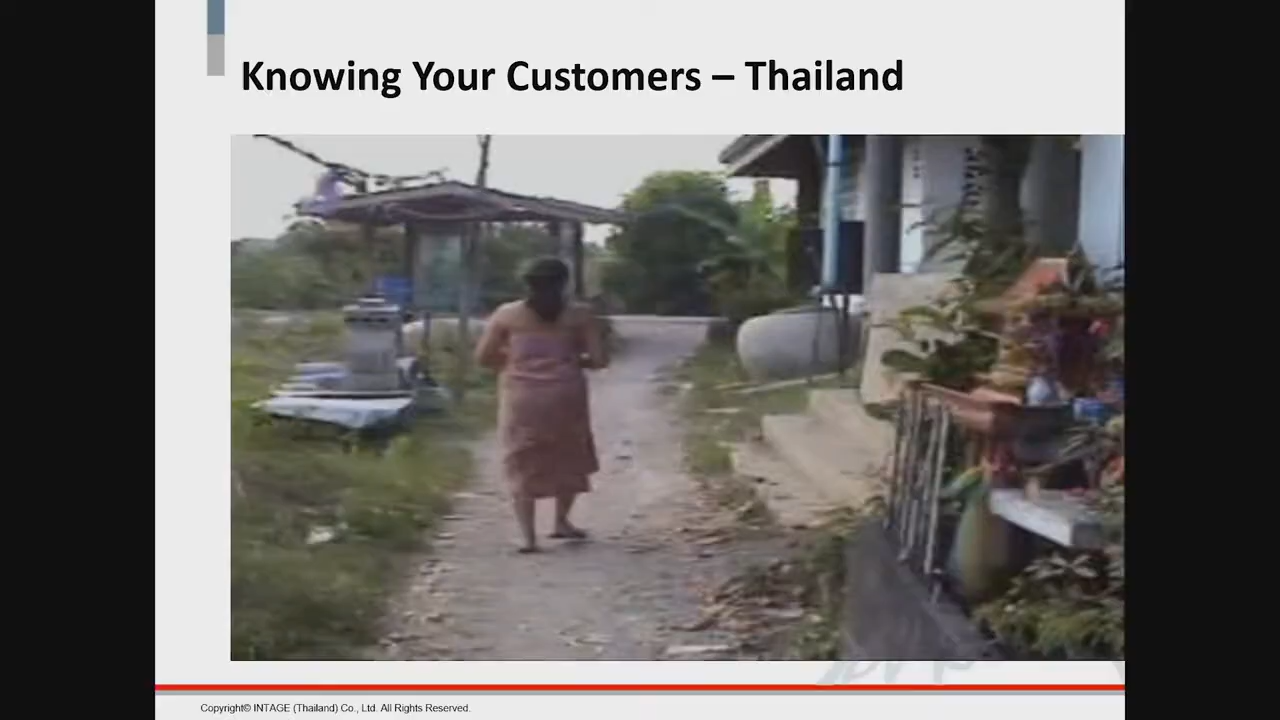 Knowing Your Customers – Thailand
Copyright© INTAGE (Thailand) Co., Ltd. All Rights Reserved.